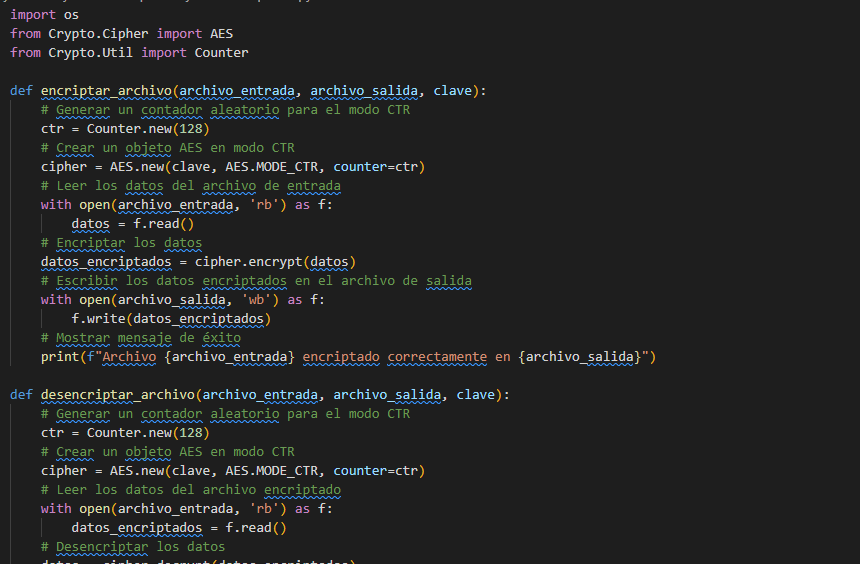 import os
from Crypto.Cipher import AES
from Crypto.Util import Counter
def encriptar_archivo(archivo_entrada, archivo_salida, clave):
# Generar un contador aleatorio para el modo CTR
ctr = Counter.new(128)
# Crear un objeto AES en modo CTR
cipher = AES.new(clave, AES.MODE_CTR, counter=ctr)
# Leer los datos del archivo de entrada
with open(archivo_entrada, 'rb') as f:
datos = f.read()
# Encriptar los datos
datos_encriptados = cipher.encrypt(datos)
# Escribir los datos encriptados en el archivo de salida
with open(archivo_salida, 'wb') as f:
f.write(datos_encriptados)
# Mostrar mensaje de éxito
print(f"Archivo {archivo_entrada} encriptado correctamente en {archivo_salida}")
def desencriptar_archivo(archivo_entrada, archivo_salida, clave):
# Generar un contador aleatorio para el modo CTR
ctr = Counter.new(128)
# Crear un objeto AES en modo CTR
cipher = AES.new(clave, AES.MODE_CTR, counter=ctr)
# Leer los datos del archivo encriptado
with open(archivo_entrada, 'rb') as f:
datos_encriptados = f.read()
# Desencriptar los datos